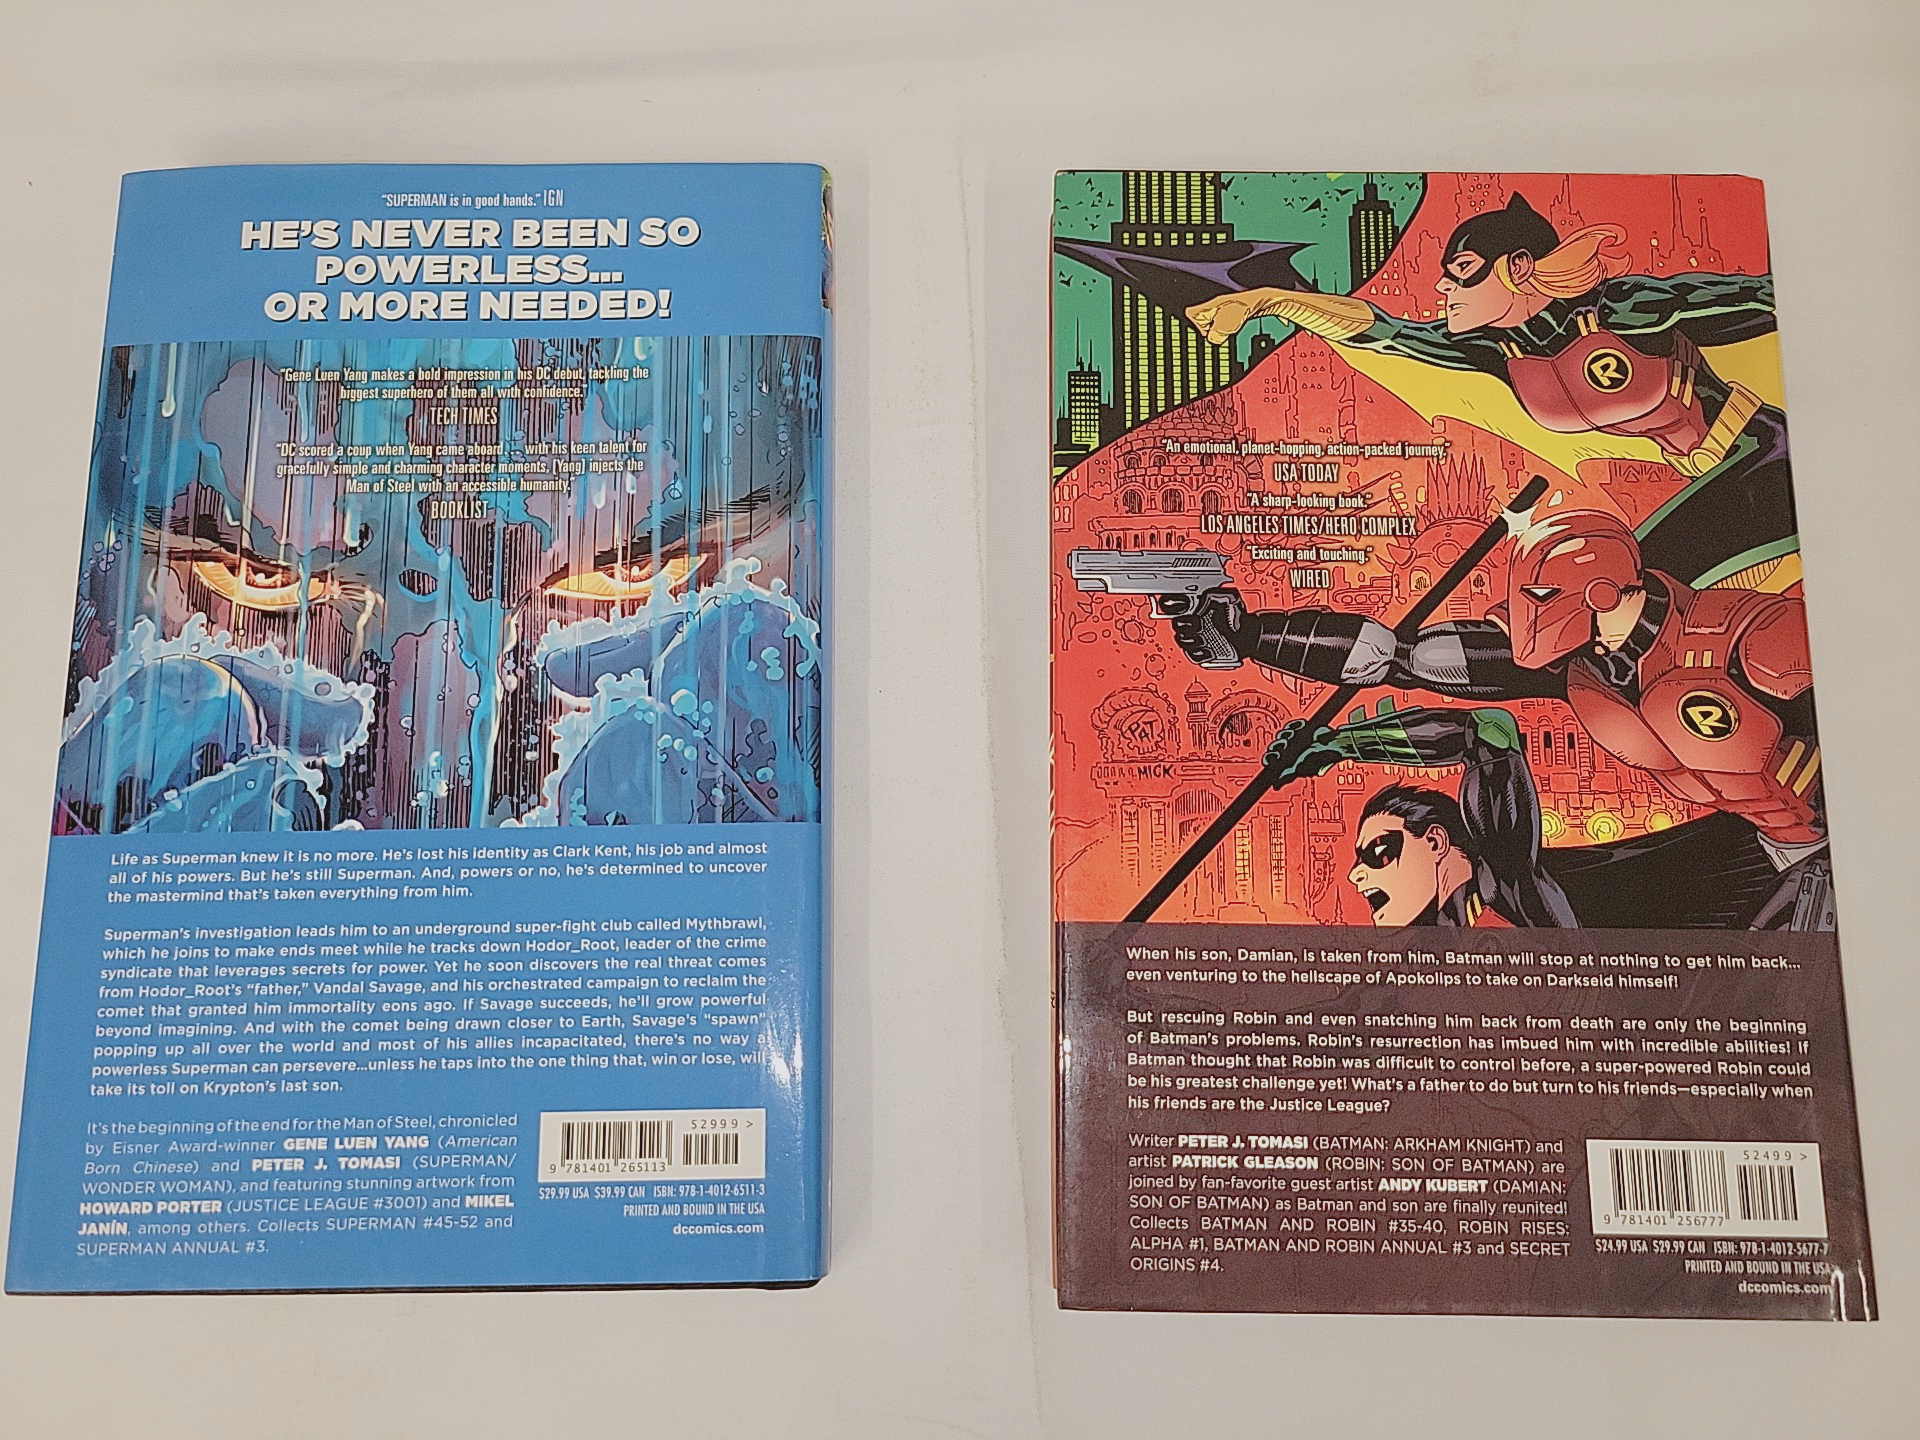 "SUPERMAN is in good hands." IGN
HE'S NEVER BEEN SO
POWERLESS...
OR MORE NEEDED!
"Gene Luen Yang makes a bold impression in his DC debut, tackling the
biggest superhero of them all with confidence."
TECH TIMES
"DC scored a coup when Yang came aboard . . . with his keen talent for
gracefully simple and charming character moments, [Yang] injects the
Man of Steel with an accessible humanity."
BOOKLIST
Life as Superman knew it is no more. He's lost his identity as Clark Kent, his job and almost
all of his powers. But he's still Superman. And, powers or no, he's determined to uncover
the mastermind that's taken everything from him.
Superman's investigation leads him to an underground super-fight club called Mythbrawl,
which he joins to make ends meet while he tracks down Hodor_Root, leader of the crime
syndicate that leverages secrets for power. Yet he soon discovers the real threat comes
from Hodor_Root's "father," Vandal Savage, and his orchestrated campaign to reclaim the
comet that granted him immortality eons ago. If Savage succeeds, he'll grow powerful
beyond imagining. And with the comet being drawn closer to Earth, Savage's "spawn"
popping up all over the world and most of his allies incapacitated, there's no way a
powerless Superman can persevere...unless he taps into the one thing that, win or lose, will
take its toll on Krypton's last son.
It's the beginning of the end for the Man of Steel, chronicled
by Eisner Award-winner GENE LUEN YANG (American
Born Chinese) and PETER J. TOMASI (SUPERMAN/
WONDER WOMAN), and featuring stunning artwork from
HOWARD PORTER (JUSTICE LEAGUE #3001) and MIKEL
JANÍN, among others. Collects SUPERMAN #45-52 and
SUPERMAN ANNUAL #3.
52999 >
9 781401 265113
$29.99 USA $39.99 CAN ISBN: 978-1-4012-6511-3
PRINTED AND BOUND IN THE USA
dccomics.com
R
"An emotional, planet-hopping, action-packed journey."
USA TODAY
"A sharp-looking book."
LOS ANGELES TIMES/HERO COMPLEX
"Exciting and touching."
WIRED
R
PAT
MICK
When his son, Damian, is taken from him, Batman will stop at nothing to get him back...
even venturing to the hellscape of Apokolips to take on Darkseid himself!
But rescuing Robin and even snatching him back from death are only the beginning
of Batman's problems. Robin's resurrection has imbued him with incredible abilities! If
Batman thought that Robin was difficult to control before, a super-powered Robin could
be his greatest challenge yet! What's a father to do but turn to his friends—especially when
his friends are the Justice League?
Writer PETER J. TOMASI (BATMAN: ARKHAM KNIGHT) and
artist PATRICK GLEASON (ROBIN: SON OF BATMAN) are
joined by fan-favorite guest artist ANDY KUBERT (DAMIAN:
SON OF BATMAN) as Batman and son are finally reunited!
Collects BATMAN AND ROBIN #35-40, ROBIN RISES:
ALPHA #1, BATMAN AND ROBIN ANNUAL #3 and SECRET
ORIGINS #4.
52499 >
9 781401 256777
$24.99 USA $29.99 CAN ISBN: 978-1-4012-5677-7
PRINTED AND BOUND IN THE USA
dccomics.com